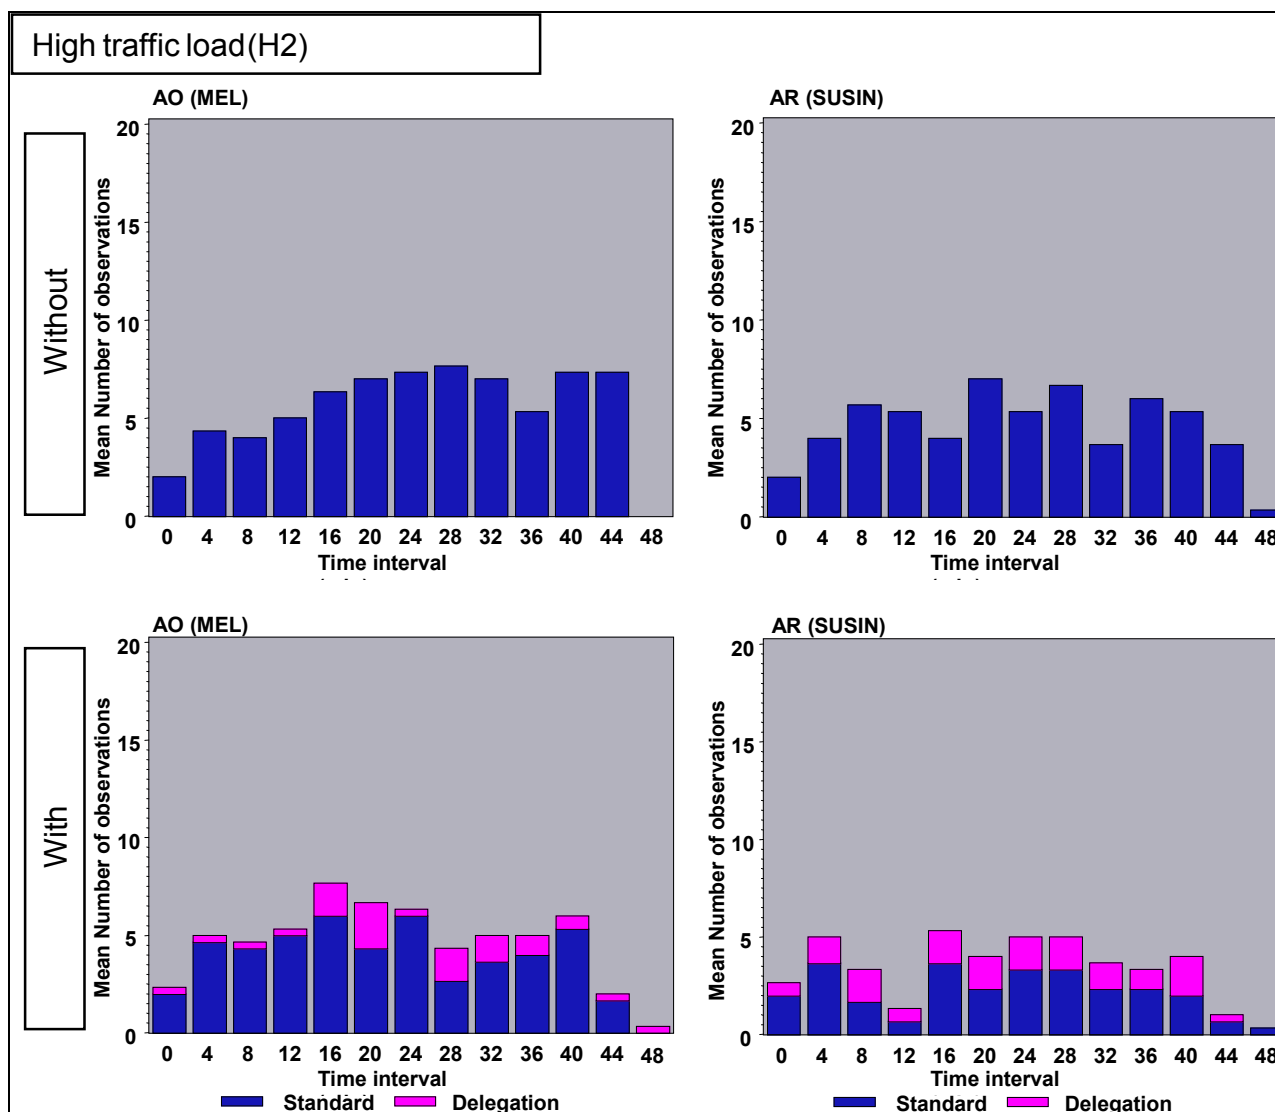 High traffic load (H2)
Without
AO (MEL)
Mean Number of observations
20
15
10
5
0
0 4 8 12 16 20 24 28 32 36 40 44 48
Time interval
AR (SUSIN)
Mean Number of observations
20
15
10
5
0
0 4 8 12 16 20 24 28 32 36 40 44 48
Time interval
With
AO (MEL)
Mean Number of observations
20
15
10
5
0
0 4 8 12 16 20 24 28 32 36 40 44 48
Time interval
Standard Delegation
AR (SUSIN)
Mean Number of observations
20
15
10
5
0
0 4 8 12 16 20 24 28 32 36 40 44 48
Time interval
Standard Delegation